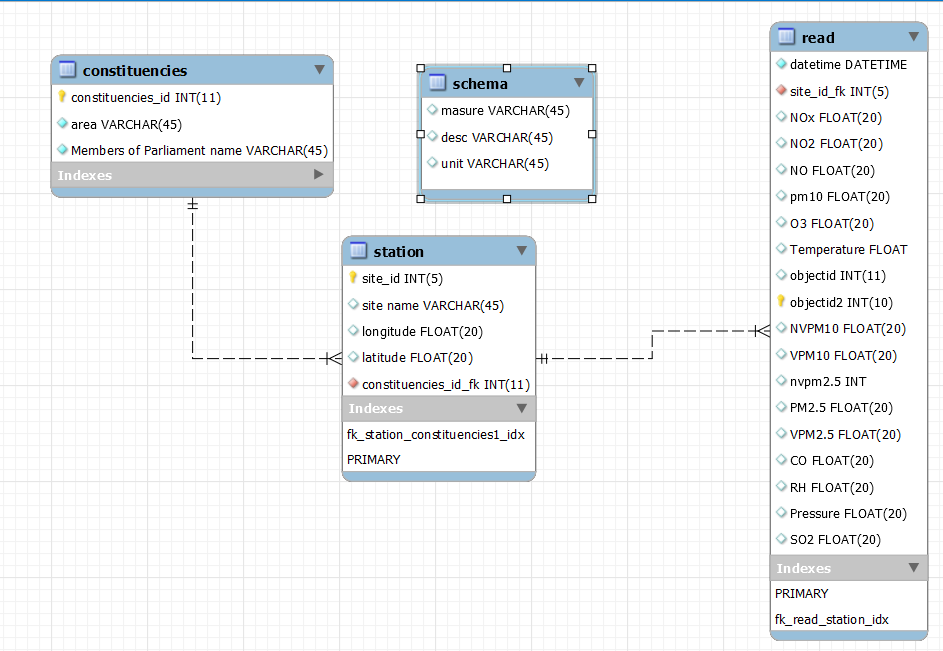 constituencies
constituencies_id INT(11)
area VARCHAR(45)
Members of Parliament name VARCHAR(45)
Indexes
schema
masure VARCHAR(45)
desc VARCHAR(45)
unit VARCHAR(45)
station
site_id INT(5)
site name VARCHAR(45)
longitude FLOAT(20)
latitude FLOAT(20)
constituencies_id_fk INT(11)
Indexes
fk_station_constituencies1_idx
PRIMARY
read
datetime DATETIME
site_id_fk INT(5)
NOx FLOAT(20)
NO2 FLOAT(20)
NO FLOAT(20)
pm10 FLOAT(20)
O3 FLOAT(20)
Temperature FLOAT
objectid INT(11)
objectid2 INT(10)
NVPM10 FLOAT(20)
VPM10 FLOAT(20)
nvpm2.5 INT
PM2.5 FLOAT(20)
VPM2.5 FLOAT(20)
CO FLOAT(20)
RH FLOAT(20)
Pressure FLOAT(20)
SO2 FLOAT(20)
Indexes
PRIMARY
fk_read_station_idx